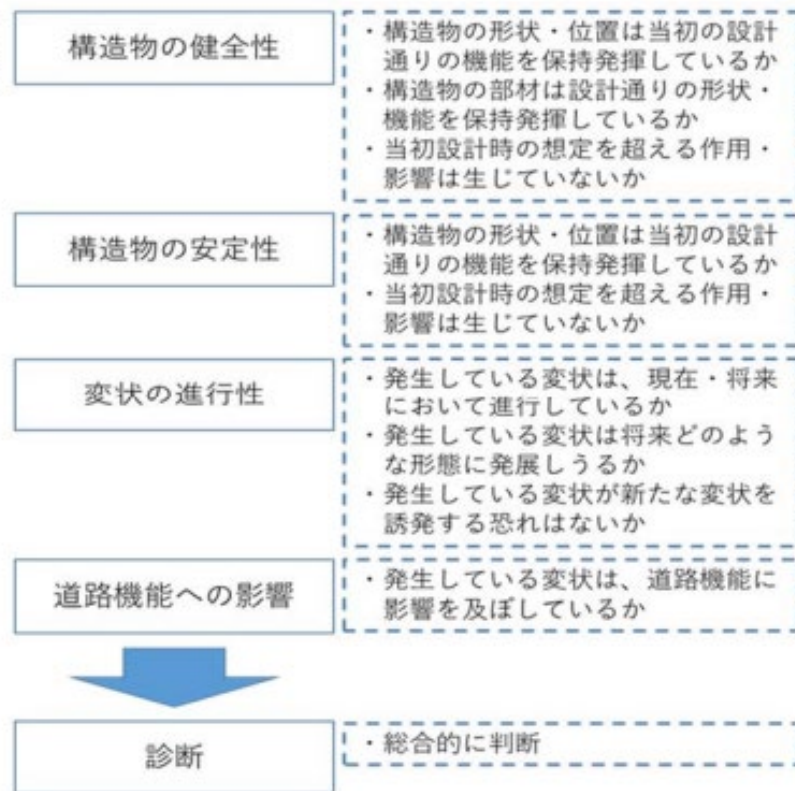 構造物の健全性
・構造物の形状・位置は当初の設計
通りの機能を保持発揮しているか
・構造物の部材は設計通りの形状・
機能を保持発揮しているか
・当初設計時の想定を超える作用・
影響は生じていないか
構造物の安定性
・構造物の形状・位置は当初の設計
通りの機能を保持発揮しているか
・当初設計時の想定を超える作用・
影響は生じていないか
変状の進行性
・発生している変状は、現在・将来
において進行しているか
・発生している変状は将来どのよう
な形態に発展しうるか
・発生している変状が新たな変状を
誘発する恐れはないか
道路機能への影響
・発生している変状は、道路機能に
影響を及ぼしているか
診断
・総合的に判断